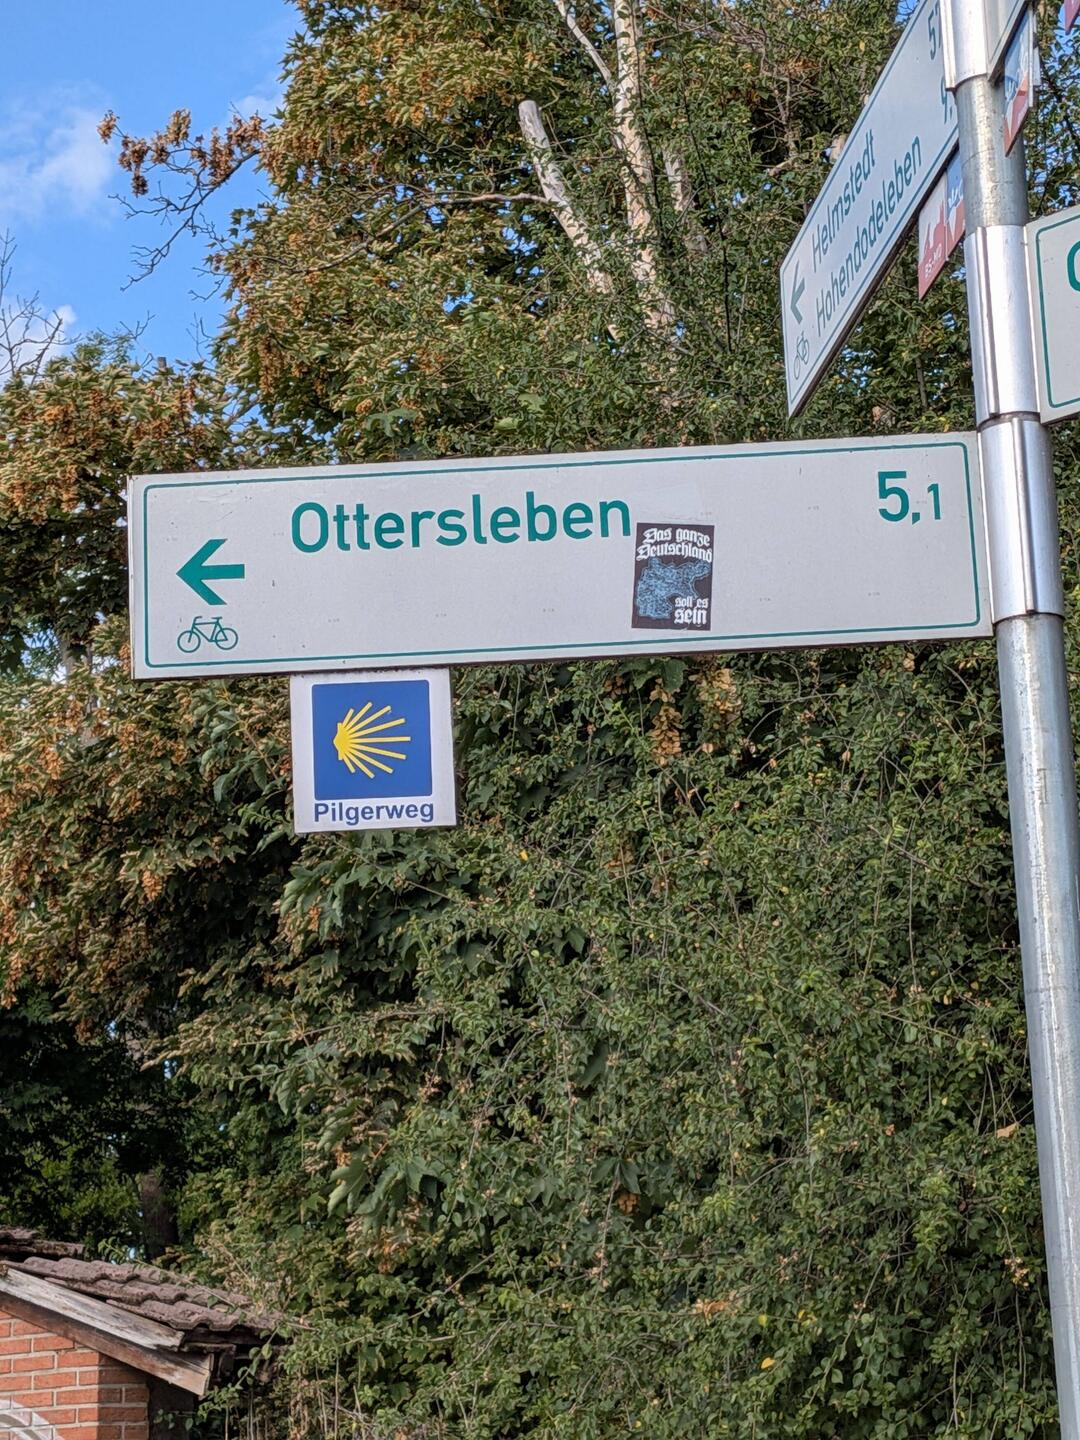 Helmstedt
Hohendodeleben
Ottersleben 5,1
Das ganze
Deutschland
soll es
sein
Pilgerweg